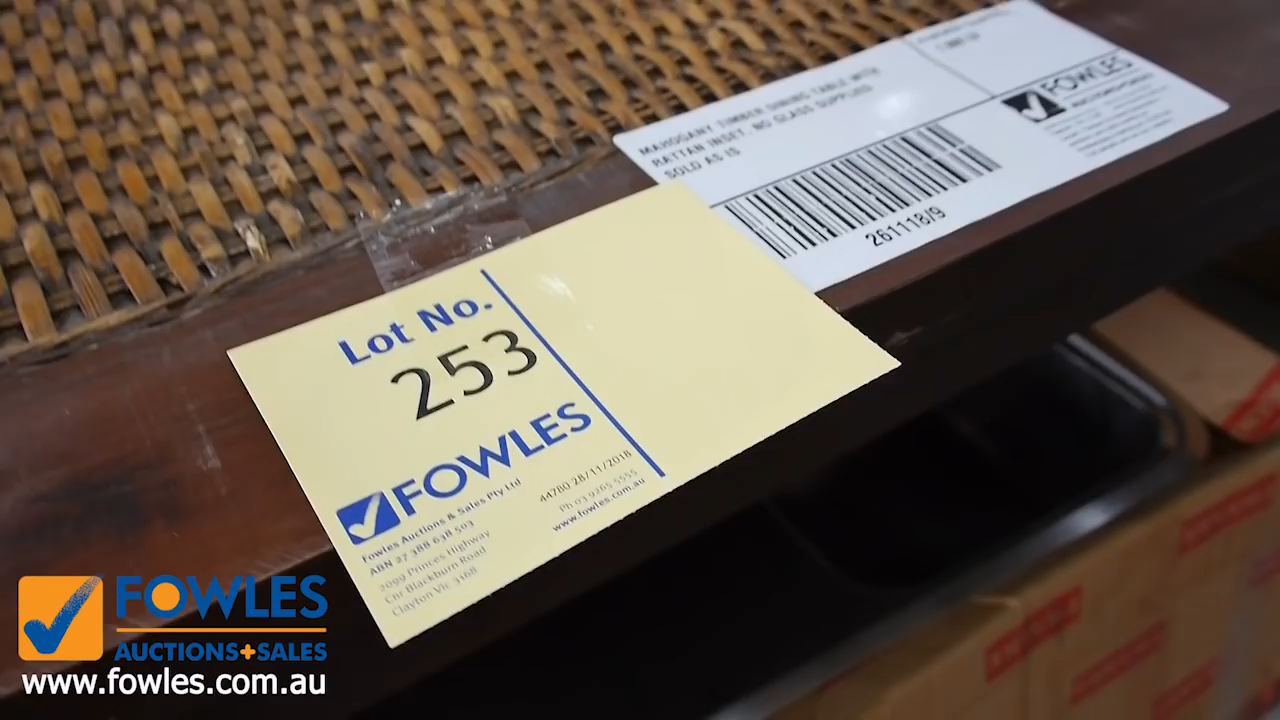 MAHOGANY TIMBER DINING TABLE WITH
RATTAN INSET. NO GLASS SUPPLIED
SOLD AS IS
261118/9
FOWLES
Lot No.
253
FOWLES
Fowles Auctions & Sales Pty Ltd
ABN 27 388 638 503
2099 Princes Highway
Cnr Blackburn Road
Clayton Vic 3168
44780 28/11/2018
Ph 03 9265 5555
www.fowles.com.au
FOWLES
AUCTIONS+SALES
www.fowles.com.au